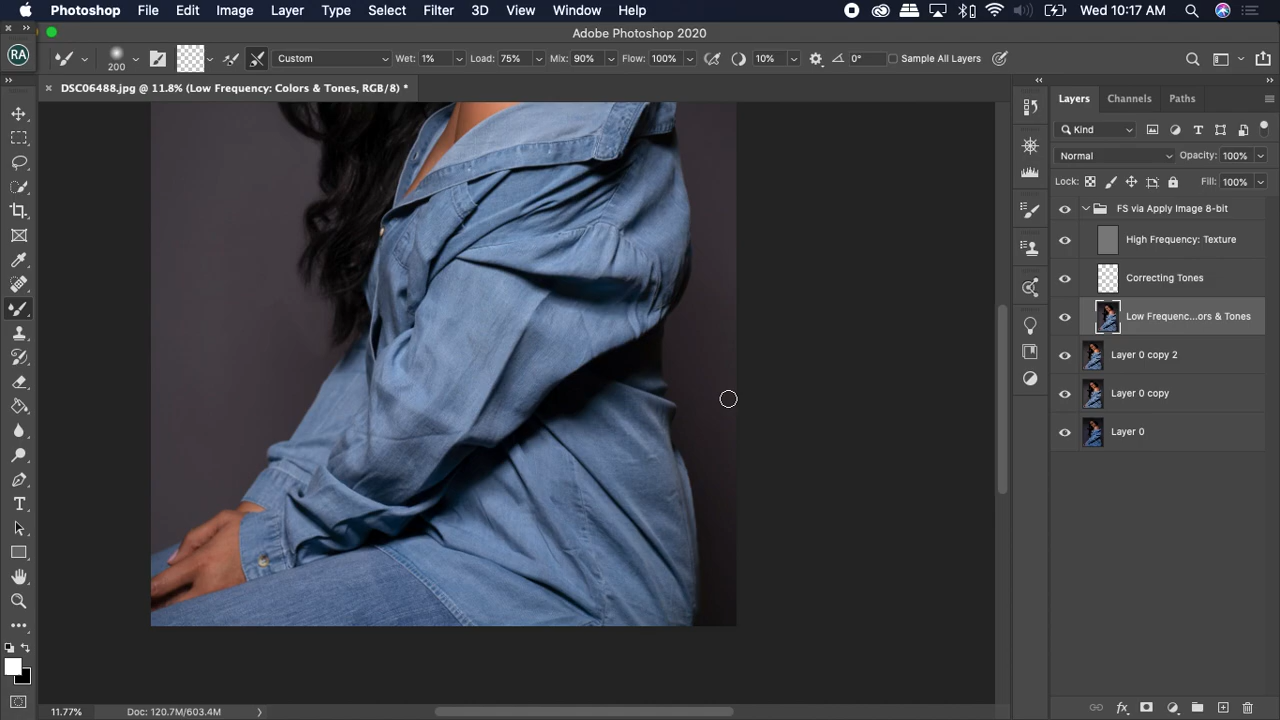 Photoshop File Edit Image Layer Type Select Filter 3D View Window Help Wed 10:17 AM
Adobe Photoshop 2020
RA 200 Custom Wet: 1% Load: 75% Mix: 90% Flow: 100% 10% 0° Sample All Layers
DSC06488.jpg @ 11.8% (Low Frequency: Colors & Tones, RGB/8) *
Layers Channels Paths
Kind
Normal Opacity: 100%
Lock: Fill: 100%
FS via Apply Image 8-bit
High Frequency: Texture
Correcting Tones
Low Frequenc...ors & Tones
Layer 0 copy 2
Layer 0 copy
Layer 0
11.77% Doc: 120.7M/603.4M